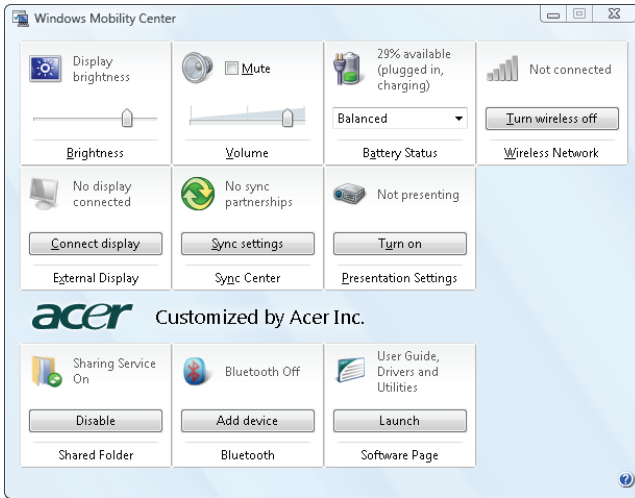 Windows Mobility Center
Display
brightness
Brightness
Mute
Volume
29% available
(plugged in,
charging)
Balanced
Battery Status
Not connected
Turn wireless off
Wireless Network
No display
connected
Connect display
External Display
No sync
partnerships
Sync settings
Sync Center
Not presenting
Turn on
Presentation Settings
acer Customized by Acer Inc.
Sharing Service
On
Disable
Shared Folder
Bluetooth Off
Add device
Bluetooth
User Guide,
Drivers and
Utilities
Launch
Software Page